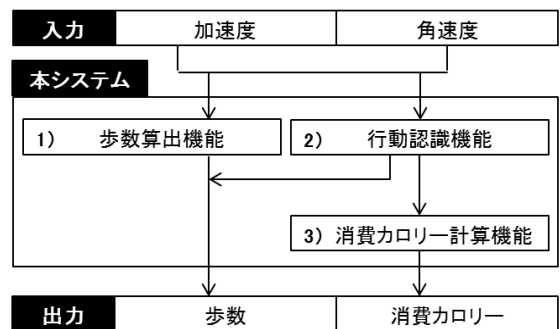 入力 加速度 角速度
本システム
1) 歩数算出機能 2) 行動認識機能
3) 消費カロリー計算機能
出力 歩数 消費カロリー